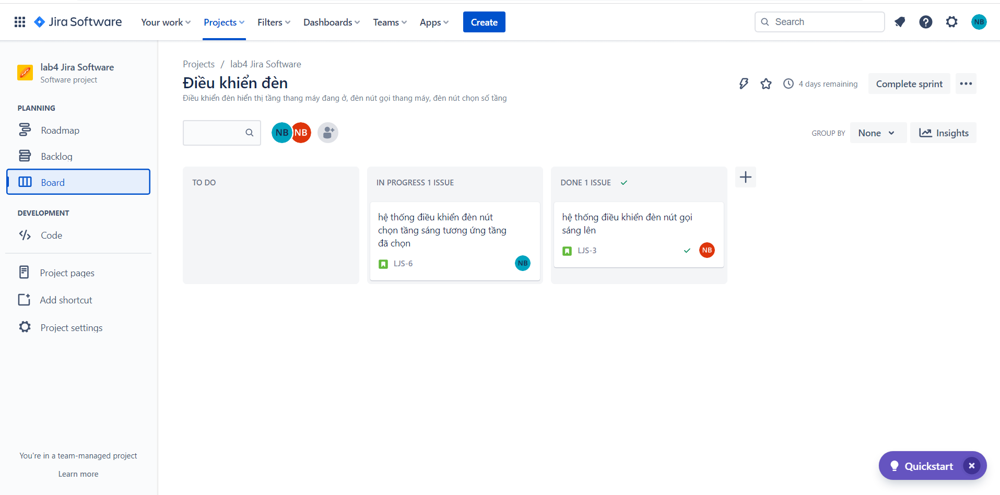 Jira Software
Your work
Projects
Filters
Dashboards
Teams
Apps
Create
Search
NB
lab4 Jira Software
Software project
PLANNING
Roadmap
Backlog
Board
DEVELOPMENT
Code
Project pages
Add shortcut
Project settings
You're in a team-managed project
Learn more
Projects / lab4 Jira Software
Điều khiển đèn
Điều khiển đèn hiển thị tầng thang máy đang ở, đèn nút gọi thang máy, đèn nút chọn số tầng
4 days remaining
Complete sprint
NB
NB
GROUP BY
None
Insights
TO DO
IN PROGRESS 1 ISSUE
hệ thống điều khiển đèn nút
chọn tầng sáng tương ứng tầng
đã chọn
LJS-6
NB
DONE 1 ISSUE
hệ thống điều khiển đèn nút gọi
sáng lên
LJS-3
NB
Quickstart